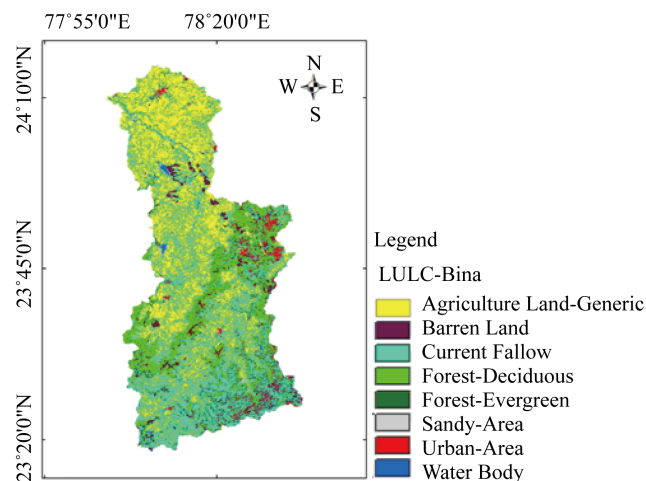 77˚55'0"E 78˚20'0"E
N
W E
S
24˚10'0"N
23˚45'0"N
23˚20'0"N
Legend
LULC-Bina
Agriculture Land-Generic
Barren Land
Current Fallow
Forest-Deciduous
Forest-Evergreen
Sandy-Area
Urban-Area
Water Body